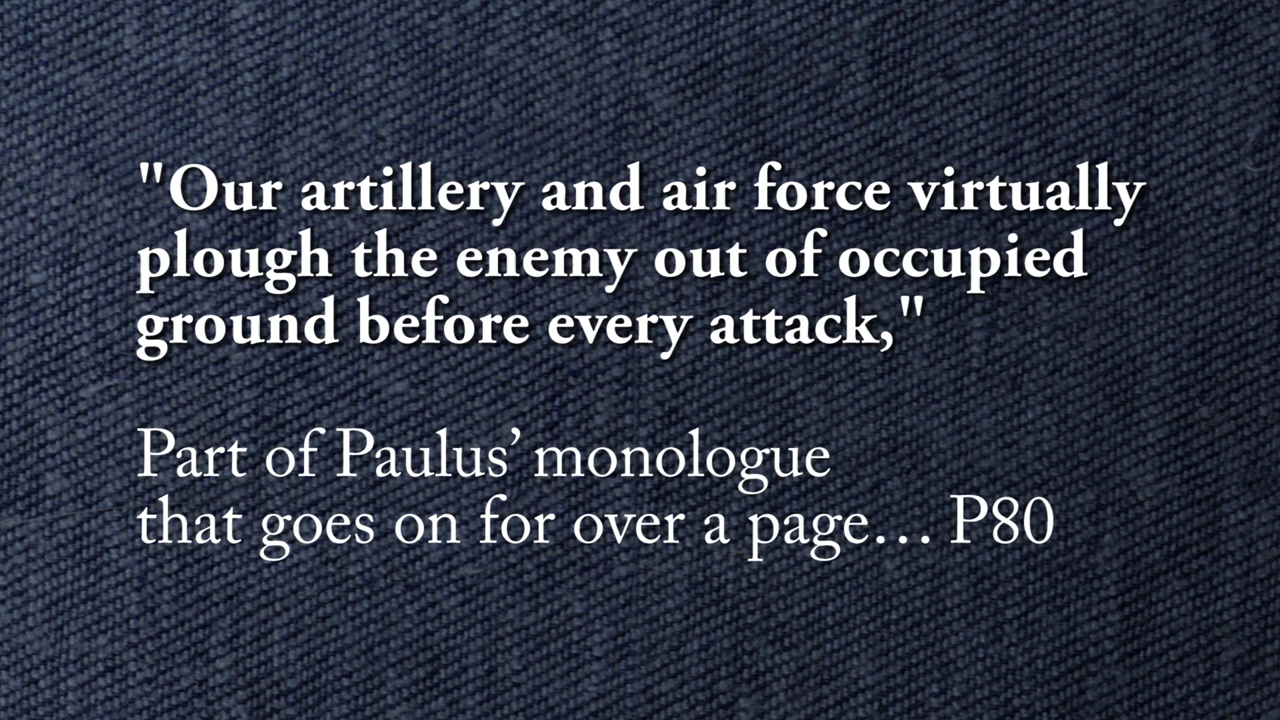 "Our artillery and air force virtually
plough the enemy out of occupied
ground before every attack,"
Part of Paulus’ monologue
that goes on for over a page… P80